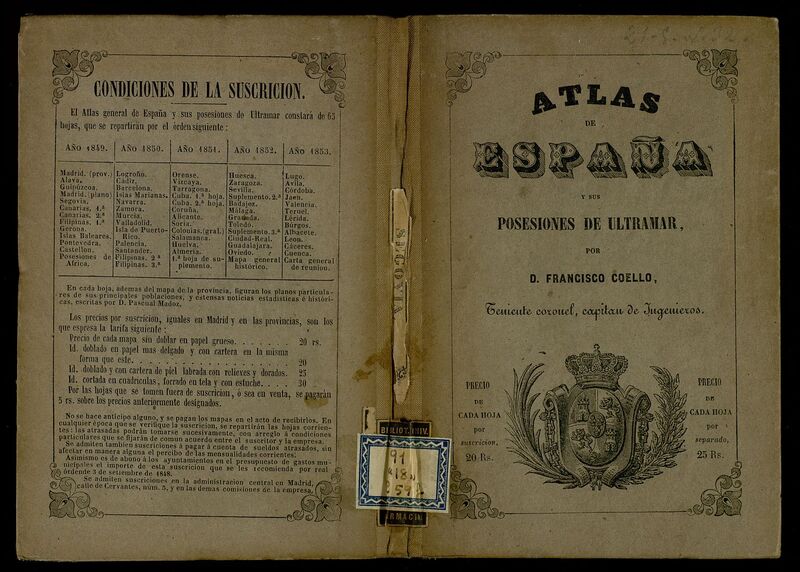 CONDICIONES DE LA SUSCRICION.
El Atlas general de España y sus posesiones de Ultramar constará de 65
hojas, que se repartirán por el órden siguiente:
AÑO 1849.
Madrid. (prov.)
Alava.
Guipúzcoa.
Madrid. (plano)
Segovia.
Canarias. 1.ª
Canarias. 2.ª
Filipinas. 1.ª
Gerona.
Islas Baleares.
Pontevedra.
Castellon.
Posesiones de
Africa.
AÑO 1850.
Logroño.
Cádiz.
Barcelona.
Islas Marianas.
Navarra.
Zamora.
Murcia.
Valladolid.
Isla de Puerto-
Rico.
Palencia.
Santander.
Filipinas. 2.ª
Filipinas. 3.ª
AÑO 1851.
Orense.
Vizcaya.
Tarragona.
Cuba. 1.ª hoja.
Cuba. 2.ª hoja.
Coruña.
Alicante.
Soria.
Colonias.(gral.)
Salamanca.
Huelva.
Almeria.
1.ª hoja de su-
plemento.
AÑO 1852.
Huesca.
Zaragoza.
Sevilla.
Suplemento.2.ª
Badajoz.
Málaga.
Granada.
Toledo.
Suplemento.3.ª
Ciudad-Real.
Guadalajara.
Oviedo.
Mapa general
histórico.
AÑO 1853.
Lugo.
Avila.
Córdoba.
Jaen.
Valencia.
Teruel.
Lérida.
Búrgos.
Albacete.
Leon.
Cáceres.
Cuenca.
Carta general
de reunion.
En cada hoja, ademas del mapa de la provincia, figuran los planos particula-
res de sus principales poblaciones, y estensas noticias estadísticas é históri-
cas, escritas por D. Pascual Madoz.
Los precios por suscricion, iguales en Madrid y en las provincias, son los
que espresa la tarifa siguiente:
Precio de cada mapa sin doblar en papel grueso. . . . . . . 20 rs.
Id. doblado en papel mas delgado y con cartera en la misma
forma que este. . . . . . . . . . . . . . 20
Id. doblado y con cartera de piel labrada con relieves y dorados. 25
Id. cortada en cuadriculas, forrado en tela y con estuche. . . . 30
Por las hojas que se tomen fuera de suscricion, ó sea en venta, se pagarán
5 rs. sobre los precios anteriormente designados.
No se hace anticipo alguno, y se pagan los mapas en el acto de recibirlos. En
cualquier época que se verifique la suscricion, se repartirán las hojas corrien-
tes: las atrasadas podrán tomarse sucesivamente, con arreglo á condiciones
particulares que se fijarán de comun acuerdo entre el suscritor y la empresa.
Se admiten tambien suscriciones á pagar á cuenta de sueldos atrasados, sin
afectar en manera alguna el percibo de las mensualidades corrientes.
Asimismo es de abono á los ayuntamientos en el presupuesto de gastos mu-
nicipales el importe de esta suscricion que se les recomienda por real
órden de 3 de setiembre de 1848.
Se admiten suscriciones en la administracion central en Madrid,
calle de Cervantes, núm. 5, y en las demas comisiones de la empresa.
SEGOVIA
BIBLIOT. UNIV.
91
"18"
ATLAS
DE
ESPAÑA
Y SUS
POSESIONES DE ULTRAMAR,
POR
D. FRANCISCO COELLO,
Teniente coronel, capitan de Ingenieros.
PRECIO
DE
CADA HOJA
por
suscricion.
20 Rs.
PRECIO
DE
CADA HOJA
por
separado,
25 Rs.